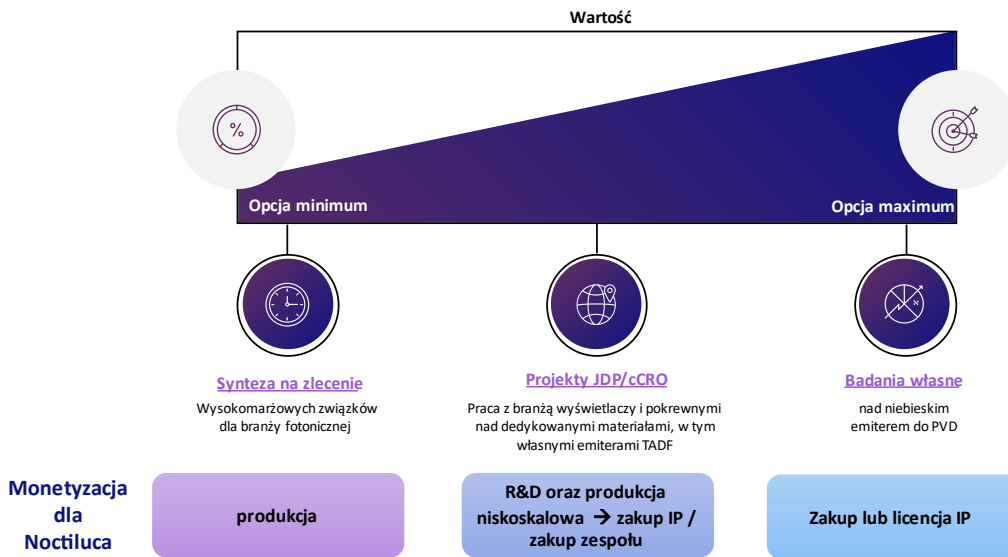 Wartość
%
Opcja minimum
Opcja maximum
Synteza na zlecenie
Wysokomarżowych związków
dla branży fotonicznej
Projekty JDP/cCRO
Praca z branżą wyświetlaczy i pokrewnymi
nad dedykowanymi materiałami, w tym
własnymi emiterami TADF
Badania własne
nad niebieskim
emiterem do PVD
Monetyzacja
dla
Noctiluca
produkcja
R&D oraz produkcja
niskoskalowa → zakup IP /
zakup zespołu
Zakup lub licencja IP